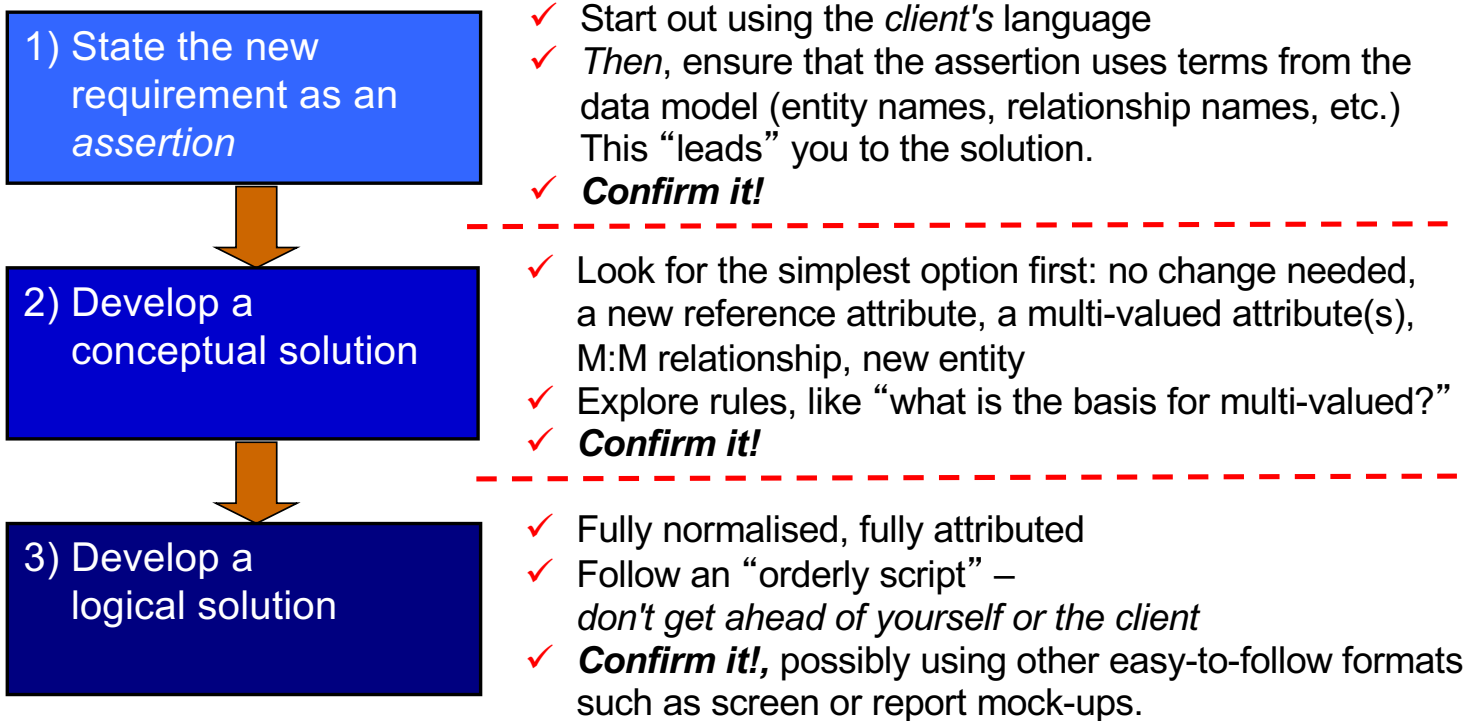 1) State the new
requirement as an
assertion
✓ Start out using the client's language
✓ Then, ensure that the assertion uses terms from the
data model (entity names, relationship names, etc.)
This “leads” you to the solution.
✓ Confirm it!
2) Develop a
conceptual solution
✓ Look for the simplest option first: no change needed,
a new reference attribute, a multi-valued attribute(s),
M:M relationship, new entity
✓ Explore rules, like “what is the basis for multi-valued?”
✓ Confirm it!
3) Develop a
logical solution
✓ Fully normalised, fully attributed
✓ Follow an “orderly script” –
don't get ahead of yourself or the client
✓ Confirm it!, possibly using other easy-to-follow formats
such as screen or report mock-ups.